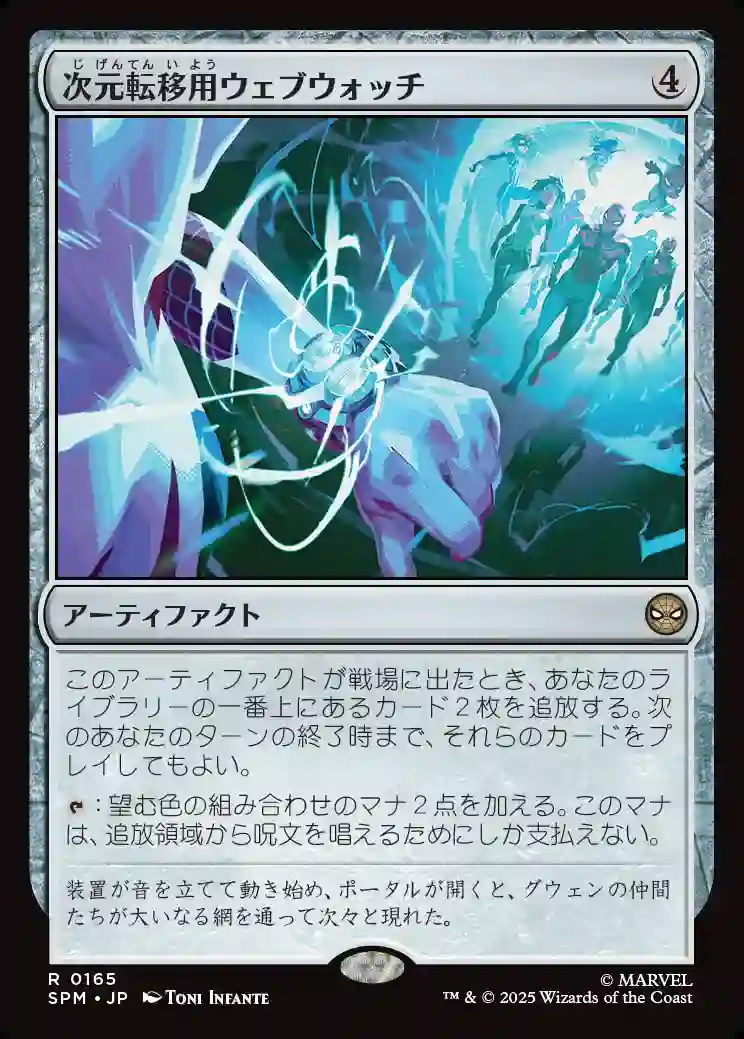 じげんてんいよう
次元転移用ウェブウォッチ
4
アーティファクト
このアーティファクトが戦場に出たとき、あなたのラ
イブラリーの一番上にあるカード2枚を追放する。次
のあなたのターンの終了時まで、それらのカードをプ
レイしてもよい。
:望む色の組み合わせのマナ2点を加える。このマナ
は、追放領域から呪文を唱えるためにしか支払えない。
装置が音を立てて動き始め、ポータルが開くと、グウェンの仲間
たちが大いなる網を通って次々と現れた。
R 0165
SPM • JP Toni Infante
© MARVEL
™ & © 2025 Wizards of the Coast